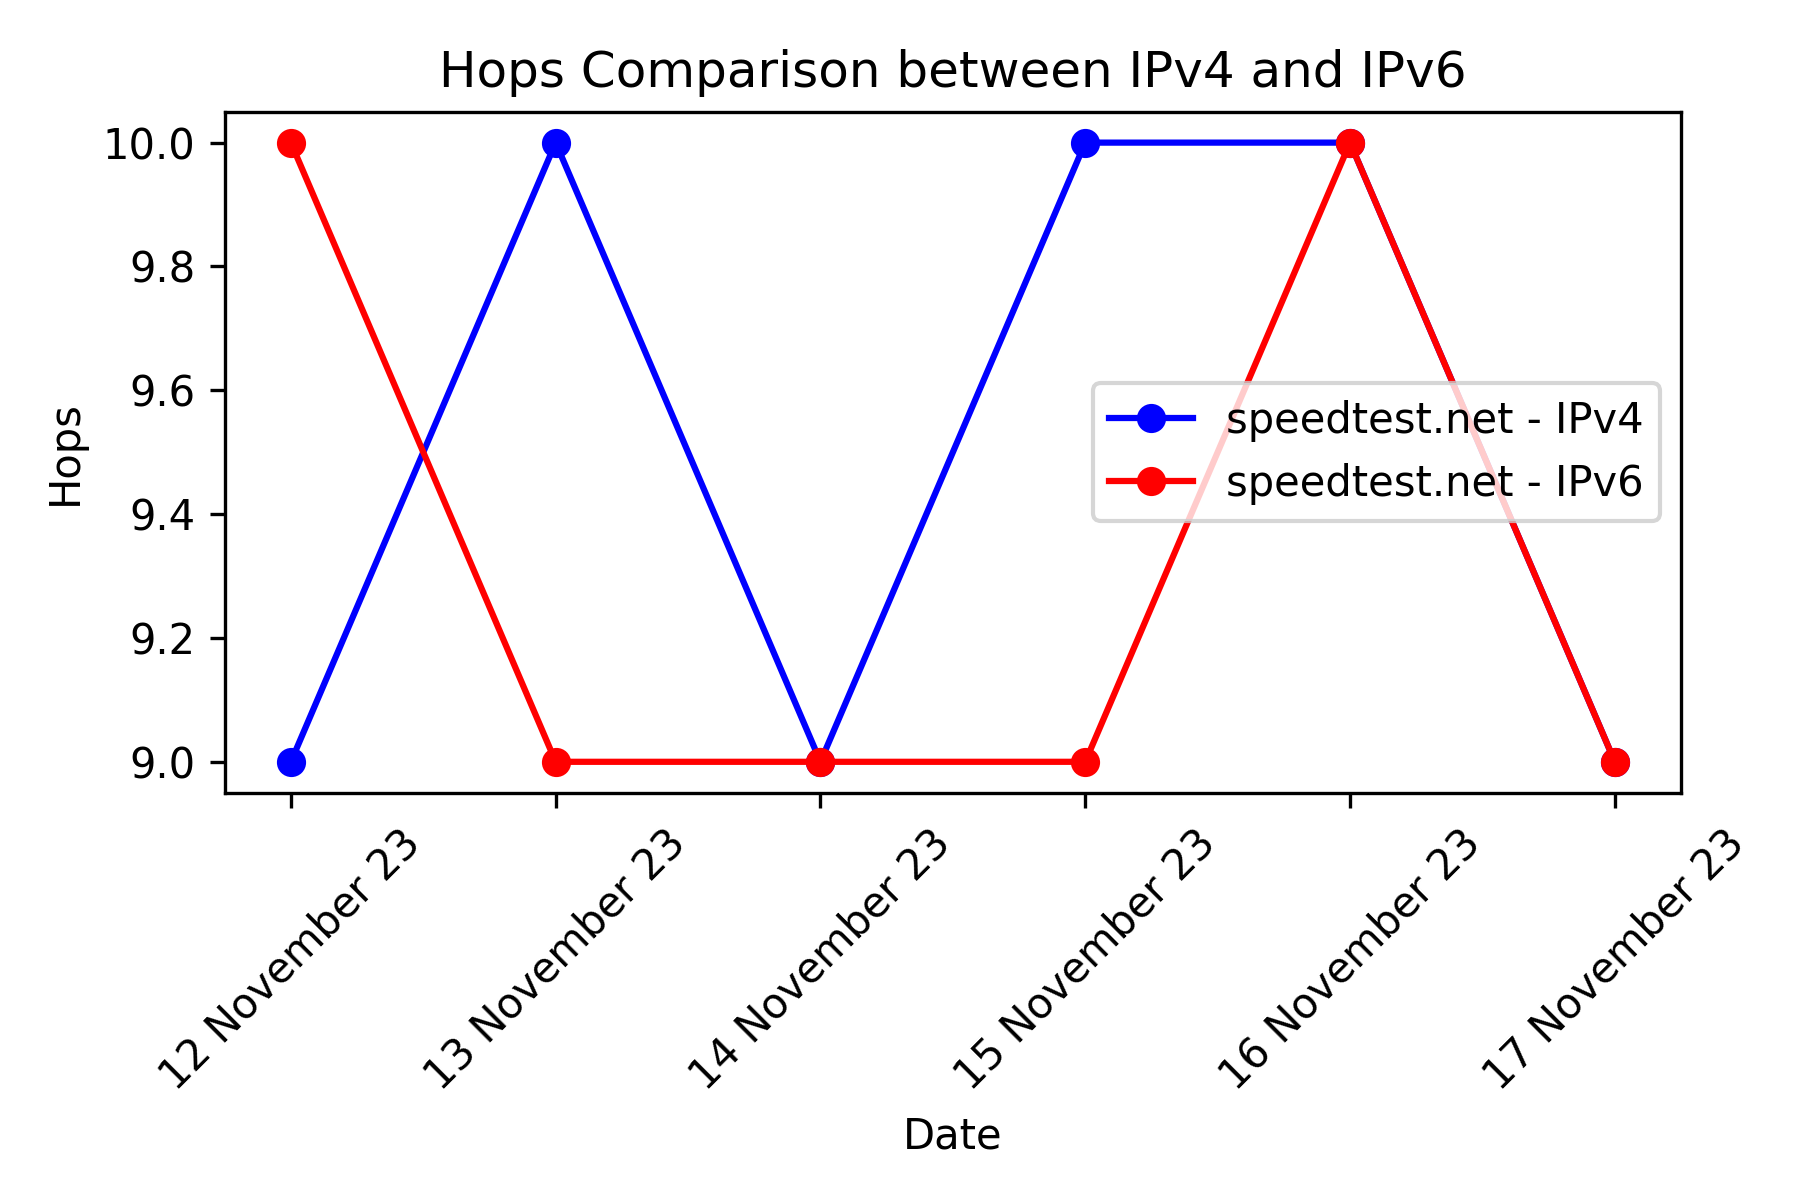 Hops Comparison between IPv4 and IPv6
Hops
10.0
9.8
9.6
9.4
9.2
9.0
speedtest.net - IPv4
speedtest.net - IPv6
12 November 23
13 November 23
14 November 23
15 November 23
16 November 23
17 November 23
Date